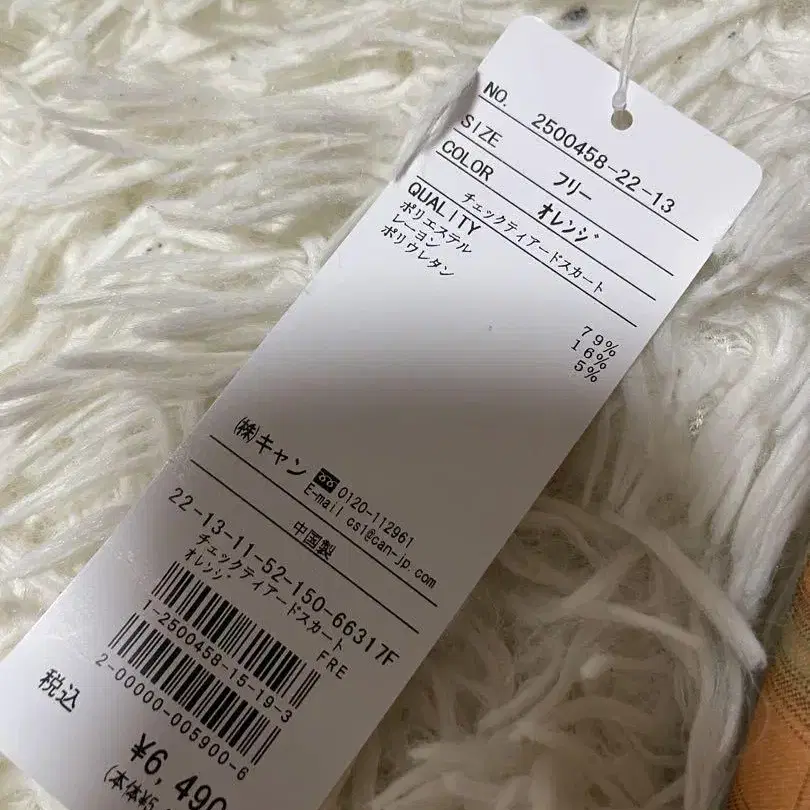 NO. 2500458-22-13
SIZE フリー
COLOR オレンジ
チェックティアードスカート
QUALITY
ポリエステル 79%
レーヨン 16%
ポリウレタン 5%
㈱キャン 0120-112961
E-mail cs1@can-jp.com
中国製
22-13-11-52-150-66317F
チェックティアードスカート
オレンジ FRE
1-2500458-15-19-3
2-00000-005900-6
税込 ¥6,490
(本体¥5,